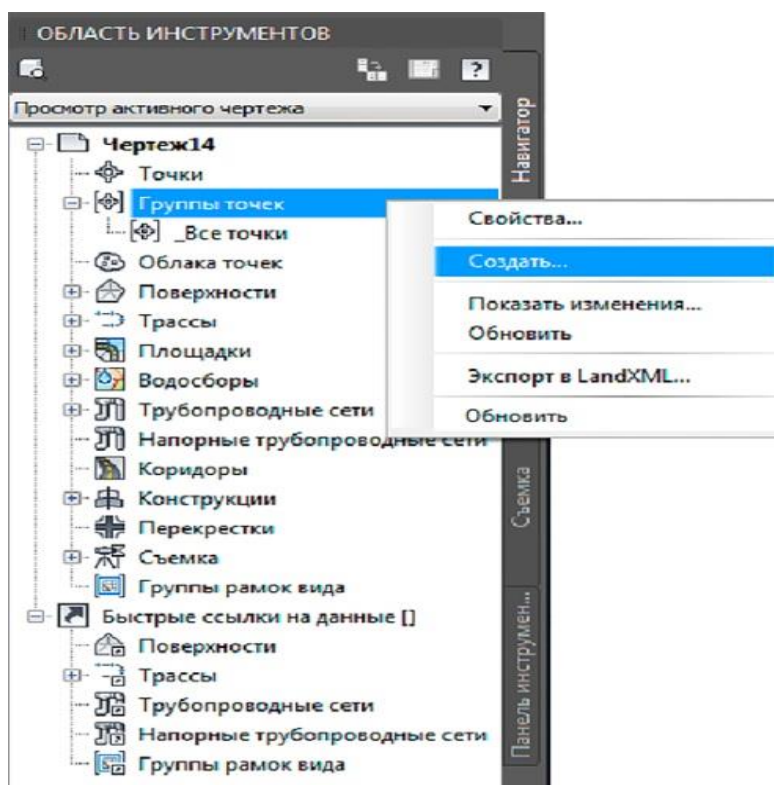 ОБЛАСТЬ ИНСТРУМЕНТОВ
?
Просмотр активного чертежа
Чертеж14
Точки
Группы точек
_Все точки
Облака точек
Поверхности
Трассы
Площадки
Водосборы
Трубопроводные сети
Напорные трубопроводные сети
Коридоры
Конструкции
Перекрестки
Съемка
Группы рамок вида
Быстрые ссылки на данные []
Поверхности
Трассы
Трубопроводные сети
Напорные трубопроводные сети
Группы рамок вида
Свойства...
Создать...
Показать изменения...
Обновить
Экспорт в LandXML...
Обновить
Навигатор
Съемка
Панель инструмен...